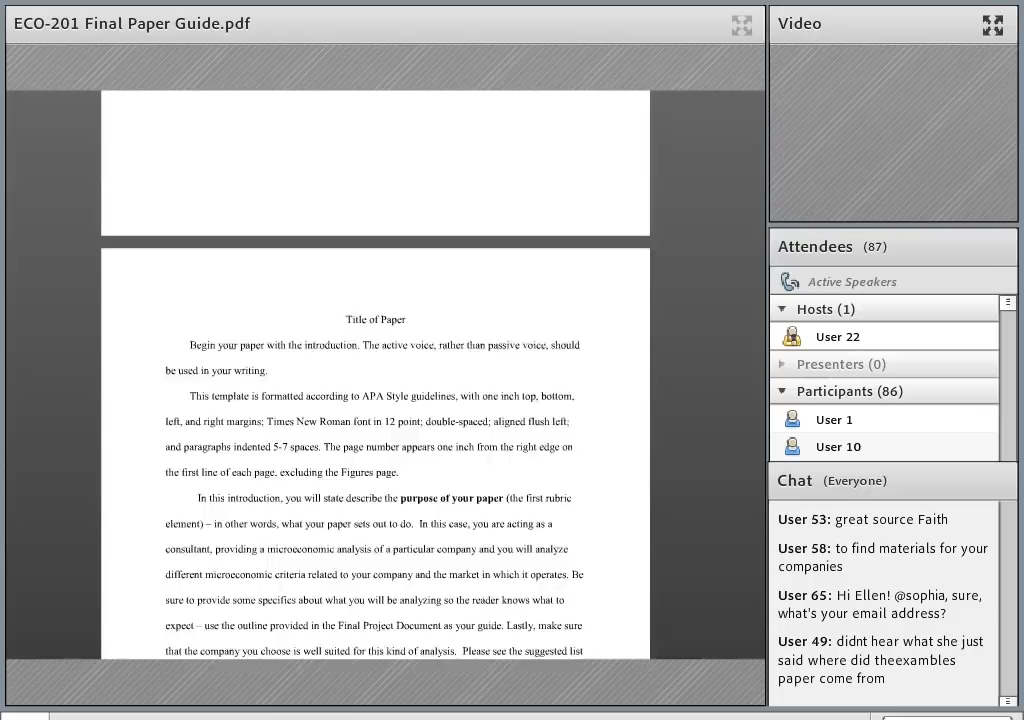 ECO-201 Final Paper Guide.pdf
Title of Paper
Begin your paper with the introduction. The active voice, rather than passive voice, should
be used in your writing.
This template is formatted according to APA Style guidelines, with one inch top, bottom,
left, and right margins; Times New Roman font in 12 point; double-spaced; aligned flush left;
and paragraphs indented 5-7 spaces. The page number appears one inch from the right edge on
the first line of each page, excluding the Figures page.
In this introduction, you will state describe the purpose of your paper (the first rubric
element) – in other words, what your paper sets out to do. In this case, you are acting as a
consultant, providing a microeconomic analysis of a particular company and you will analyze
different microeconomic criteria related to your company and the market in which it operates. Be
sure to provide some specifics about what you will be analyzing so the reader knows what to
expect – use the outline provided in the Final Project Document as your guide. Lastly, make sure
that the company you choose is well suited for this kind of analysis. Please see the suggested list
Video
Attendees (87)
Active Speakers
Hosts (1)
User 22
Presenters (0)
Participants (86)
User 1
User 10
Chat (Everyone)
User 53: great source Faith
User 58: to find materials for your
companies
User 65: Hi Ellen! @sophia, sure,
what's your email address?
User 49: didnt hear what she just
said where did theexambles
paper come from